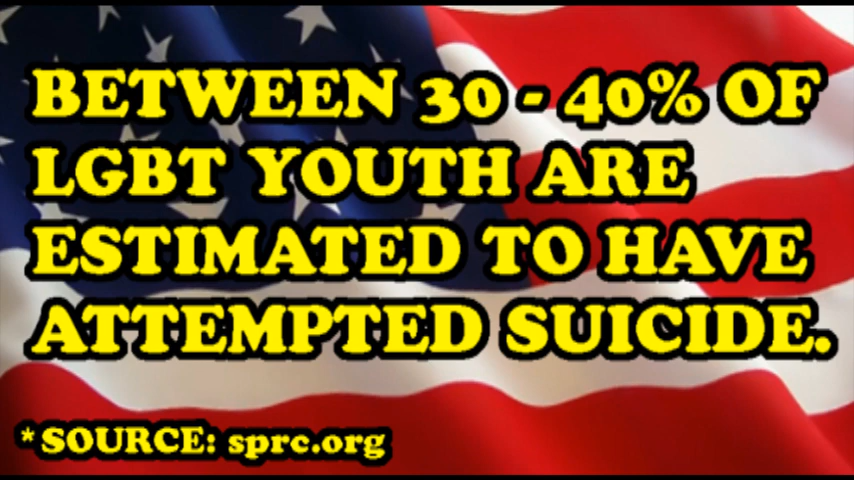 BETWEEN 30 - 40% OF
LGBT YOUTH ARE
ESTIMATED TO HAVE
ATTEMPTED SUICIDE.
*SOURCE: sprc.org